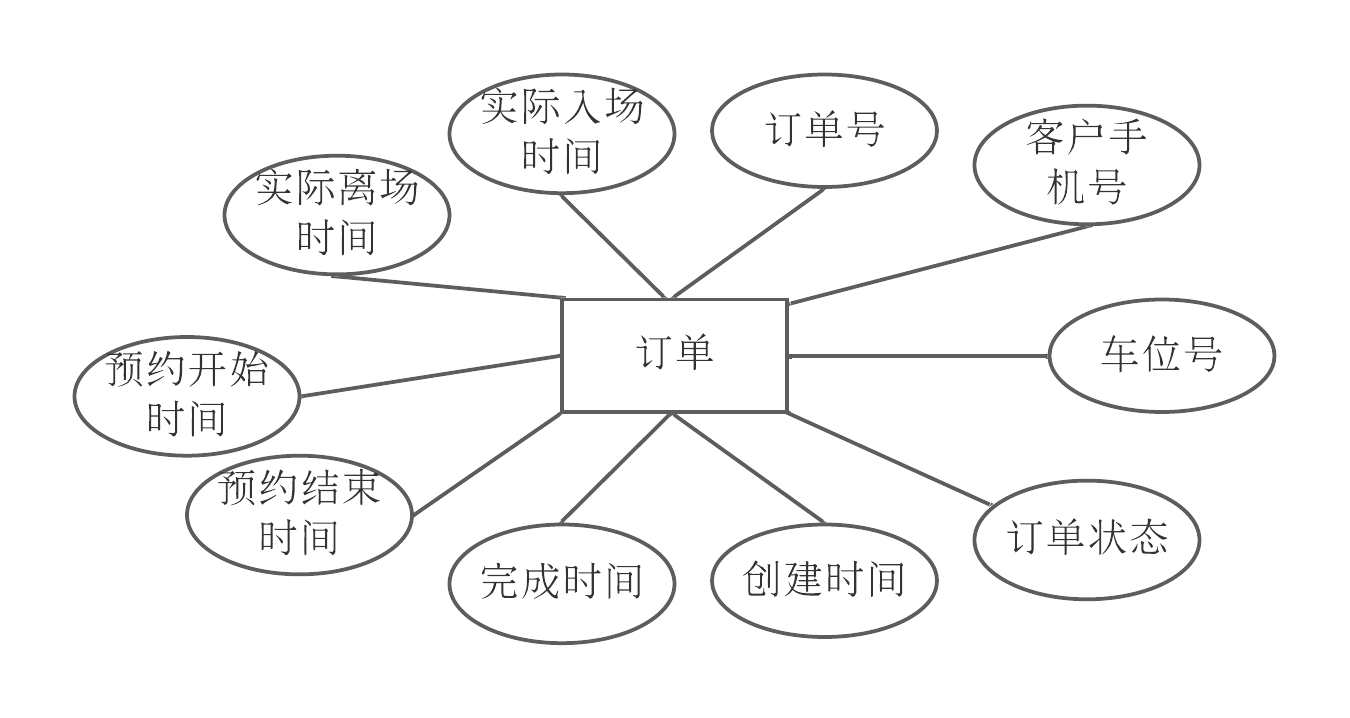 实际入场
时间
订单号
客户手
机号
实际离场
时间
订单
车位号
预约开始
时间
预约结束
时间
订单状态
完成时间
创建时间